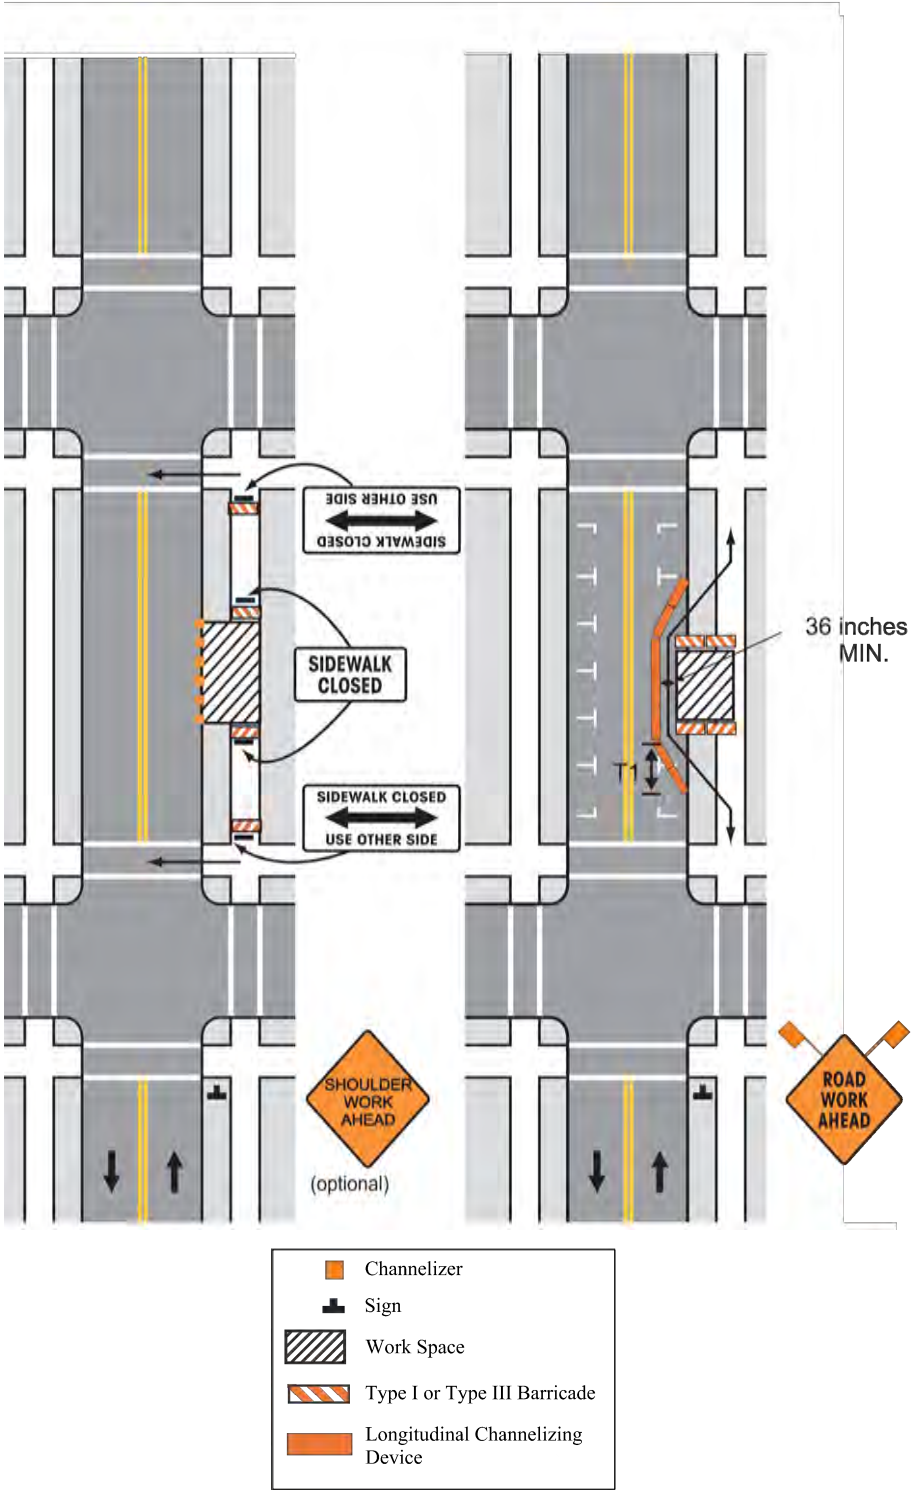 USE OTHER SIDE
SIDEWALK CLOSED
36 inches
MIN.
SIDEWALK
CLOSED
T1
SIDEWALK CLOSED
USE OTHER SIDE
SHOULDER
WORK
AHEAD
(optional)
ROAD
WORK
AHEAD
Channelizer
Sign
Work Space
Type I or Type III Barricade
Longitudinal Channelizing
Device